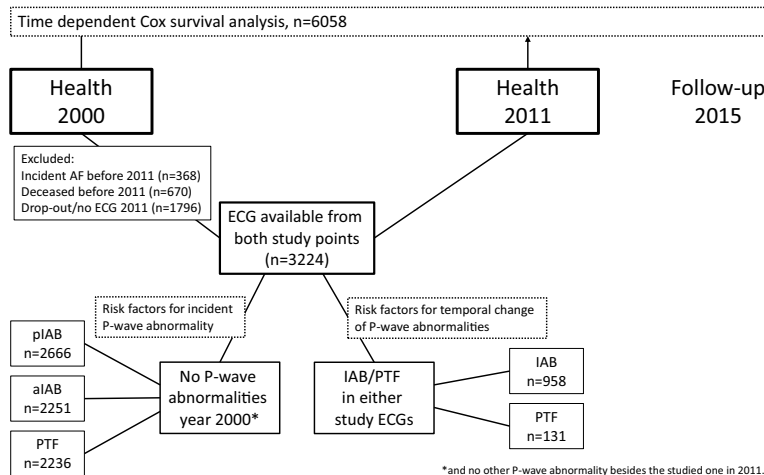 Time dependent Cox survival analysis, n=6058
Health
2000
Health
2011
Follow-up
2015
Excluded:
Incident AF before 2011 (n=368)
Deceased before 2011 (n=670)
Drop-out/no ECG 2011 (n=1796)
ECG available from
both study points
(n=3224)
Risk factors for incident
P-wave abnormality
Risk factors for temporal change
of P-wave abnormalities
pIAB
n=2666
aIAB
n=2251
PTF
n=2236
No P-wave
abnormalities
year 2000*
IAB/PTF
in either
study ECGs
IAB
n=958
PTF
n=131
*and no other P-wave abnormality besides the studied one in 2011.